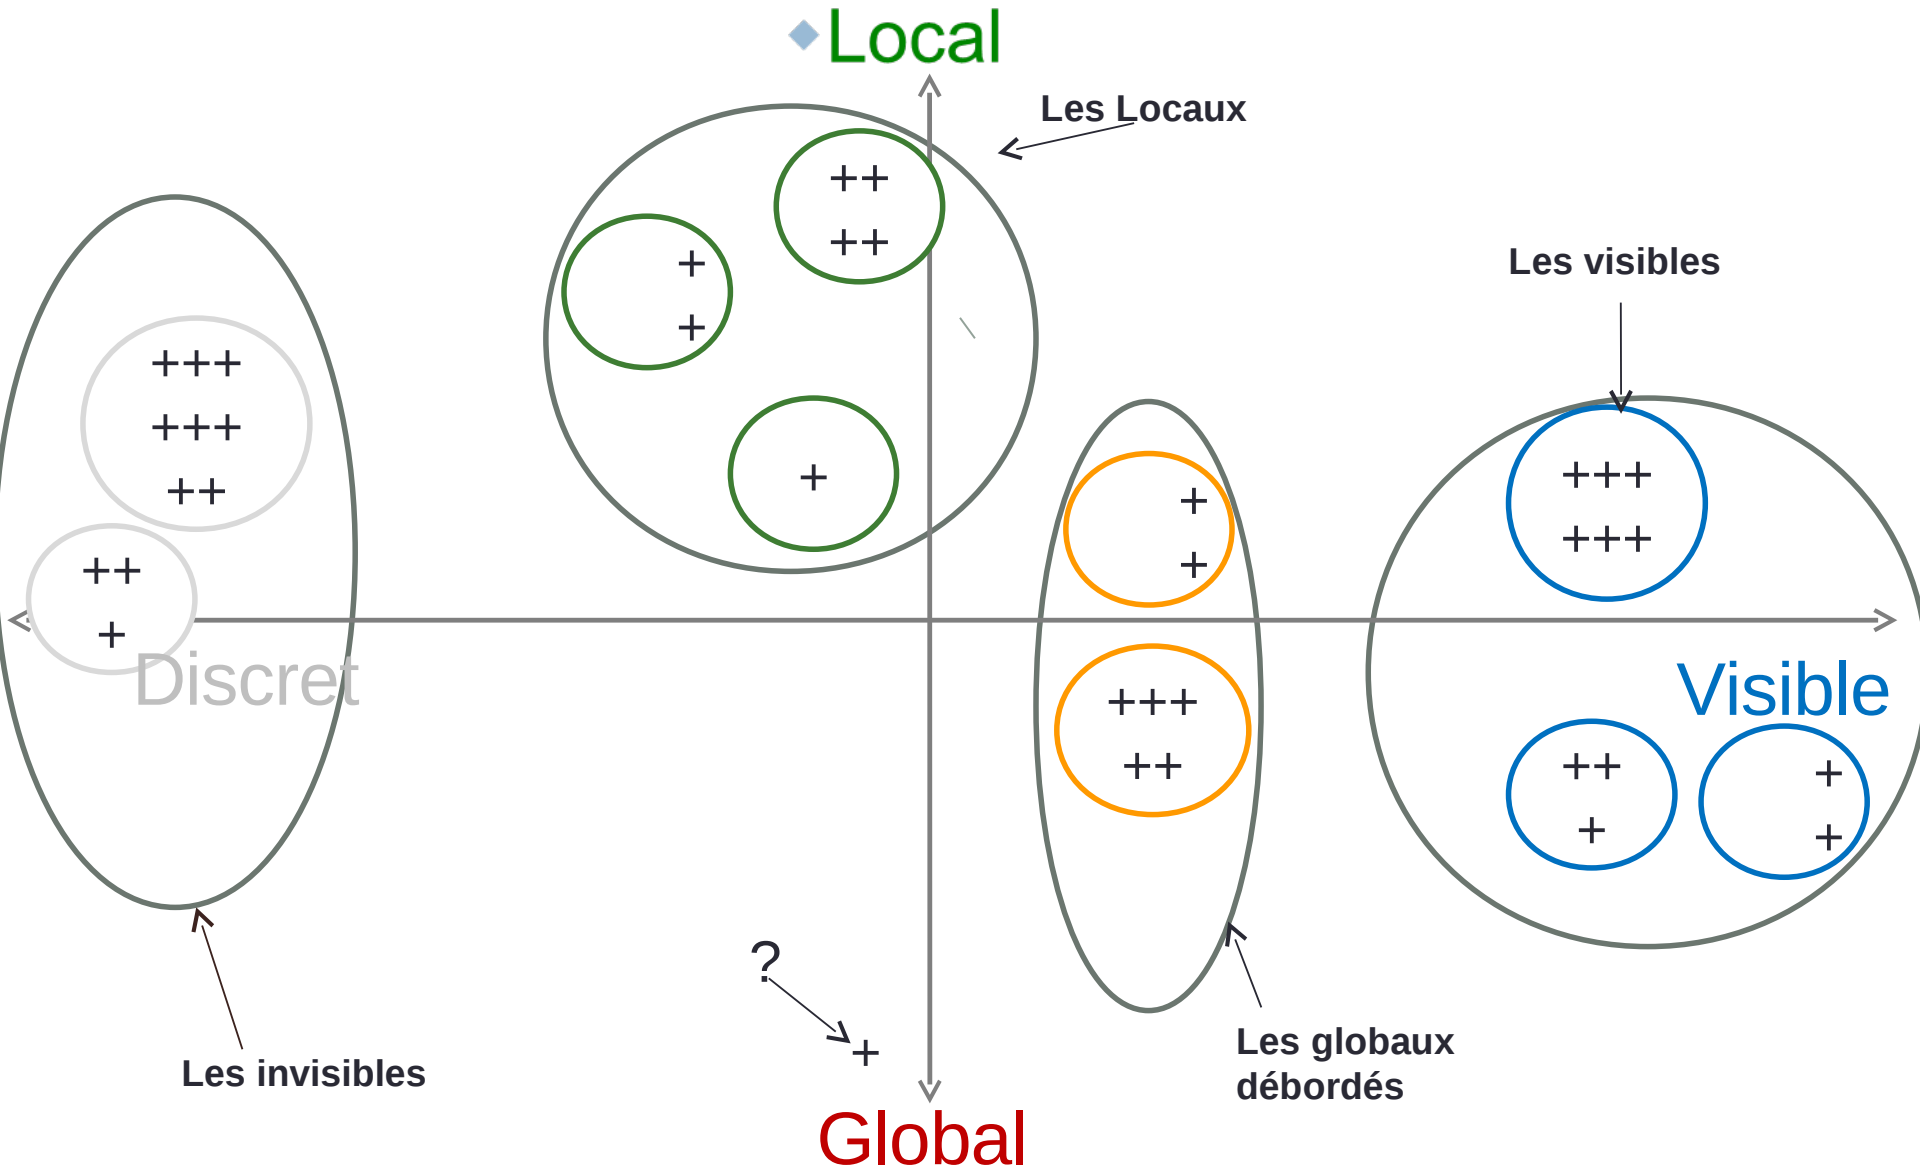 Local
Les Locaux
++
++
+
+
+
Les visibles
+++
+++
++
++
+
Discret
+
+
+++
++
+++
+++
Visible
++
+
+
+
?
+
Les invisibles
Les globaux
débordés
Global